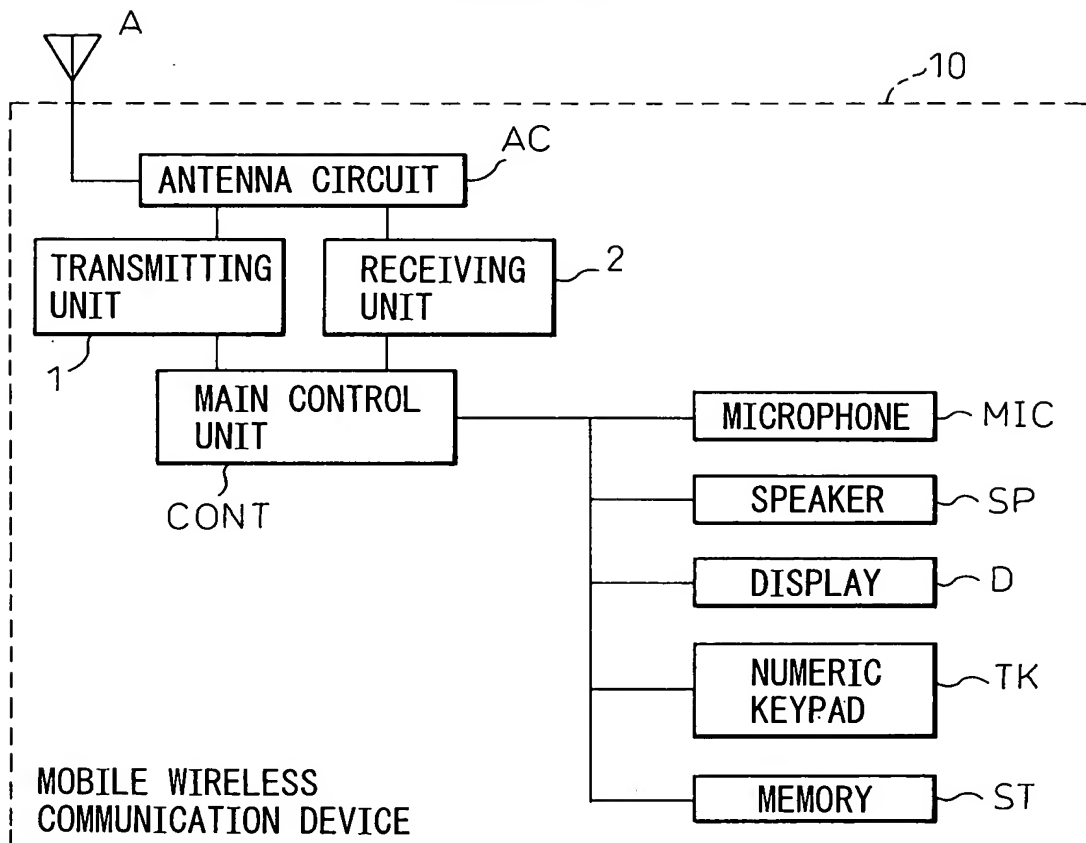 A
10
AC
ANTENNA CIRCUIT
TRANSMITTING
UNIT
RECEIVING
UNIT
2
1
MAIN CONTROL
UNIT
CONT
MICROPHONE
MIC
SPEAKER
SP
DISPLAY
D
NUMERIC
KEYPAD
TK
MEMORY
ST
MOBILE WIRELESS
COMMUNICATION DEVICE